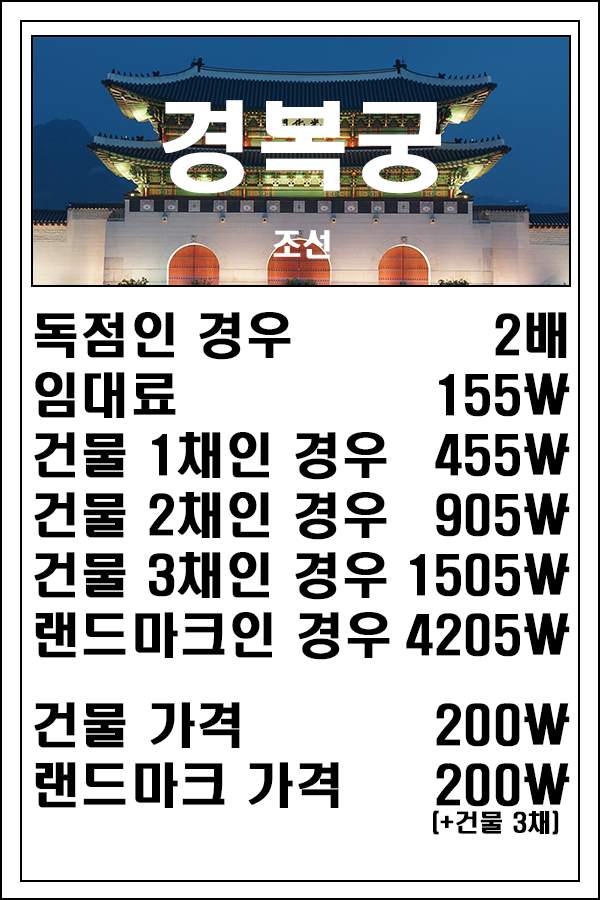 경복궁
조선
독점인 경우 2배
임대료 155₩
건물 1채인 경우 455₩
건물 2채인 경우 905₩
건물 3채인 경우 1505₩
랜드마크인 경우 4205₩
건물 가격 200₩
랜드마크 가격 200₩
(+건물 3채)